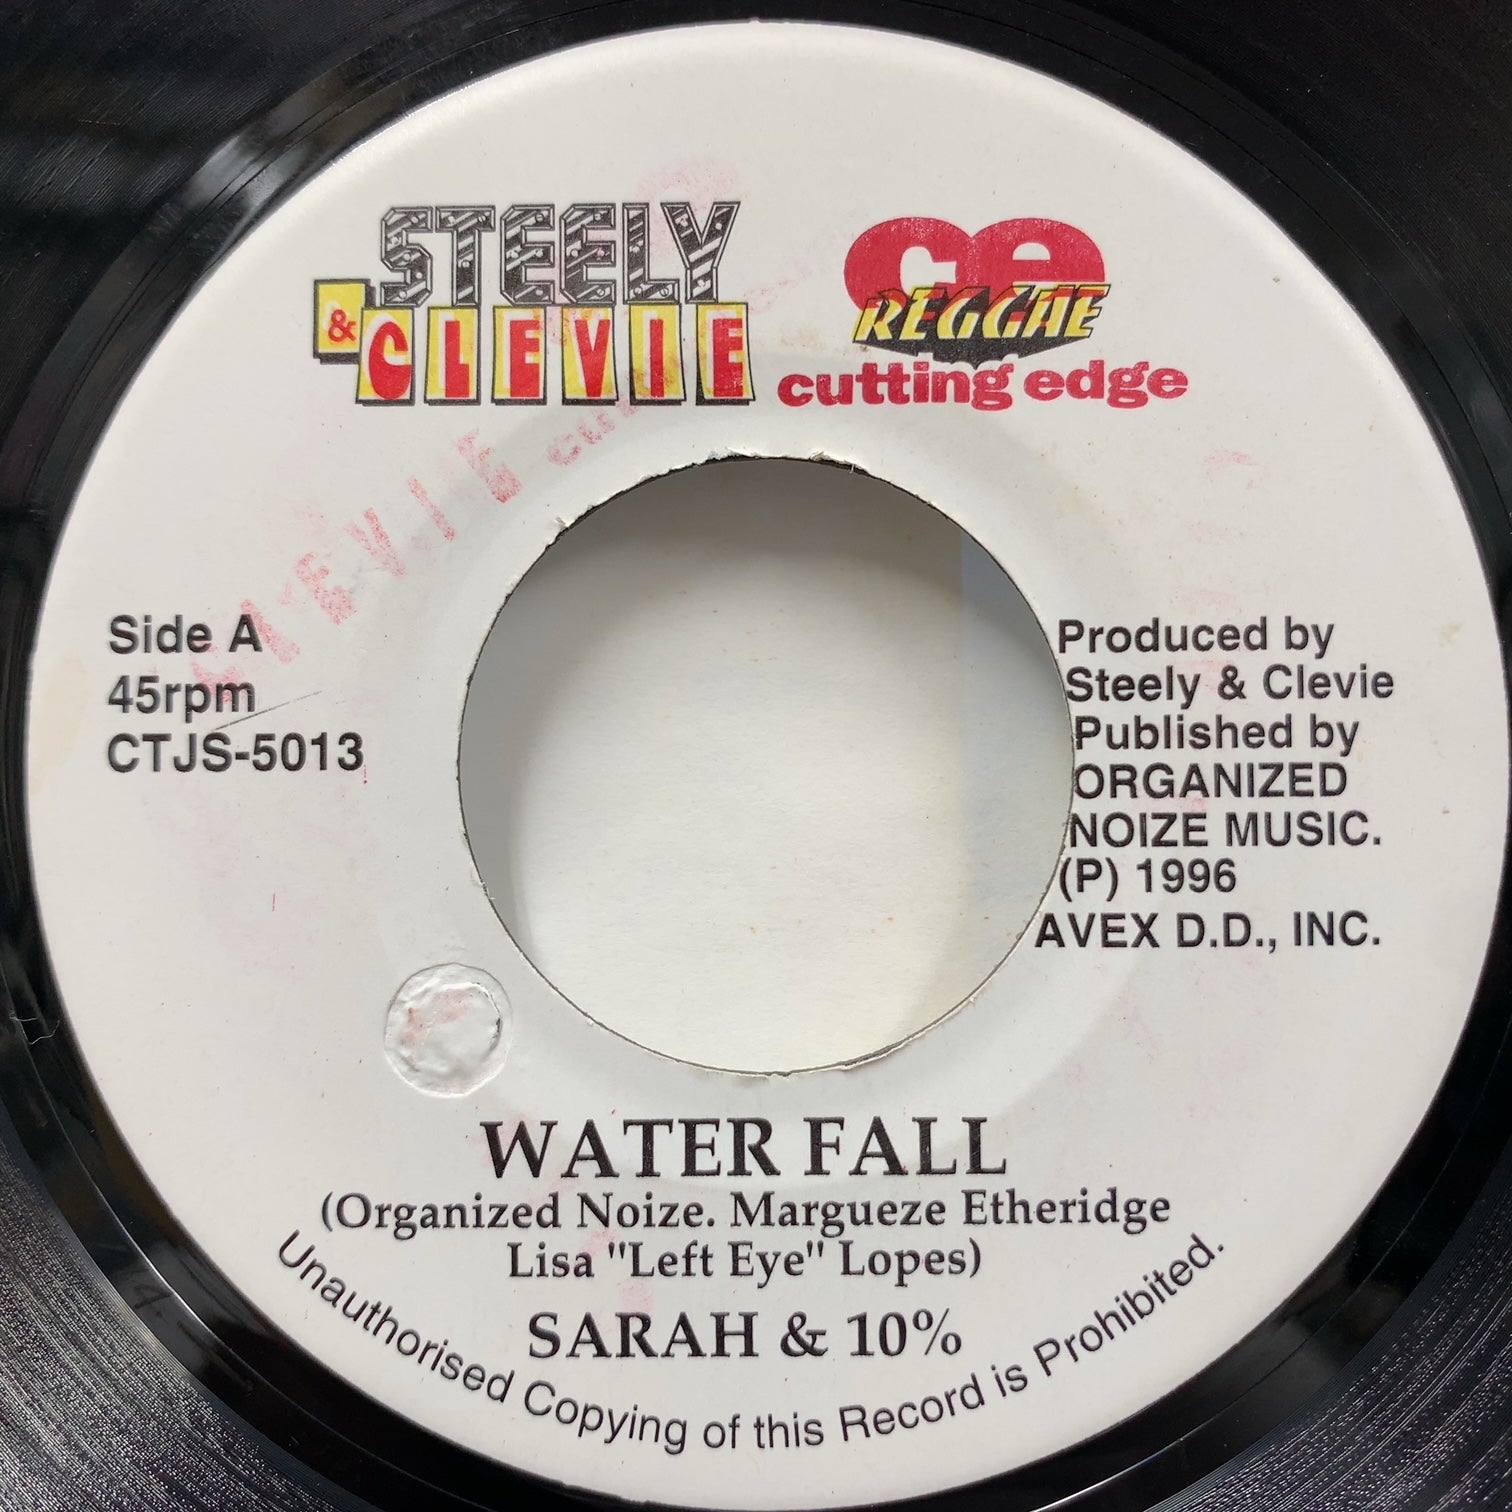 STEELY
& CLEVIE
ce
REGGAE
cutting edge
Side A
45rpm
CTJS-5013
Produced by
Steely & Clevie
Published by
ORGANIZED
NOIZE MUSIC.
(P) 1996
AVEX D.D., INC.
WATER FALL
(Organized Noize. Margueze Etheridge
Lisa "Left Eye" Lopes)
SARAH & 10%
Unauthorised Copying of this Record is Prohibited.